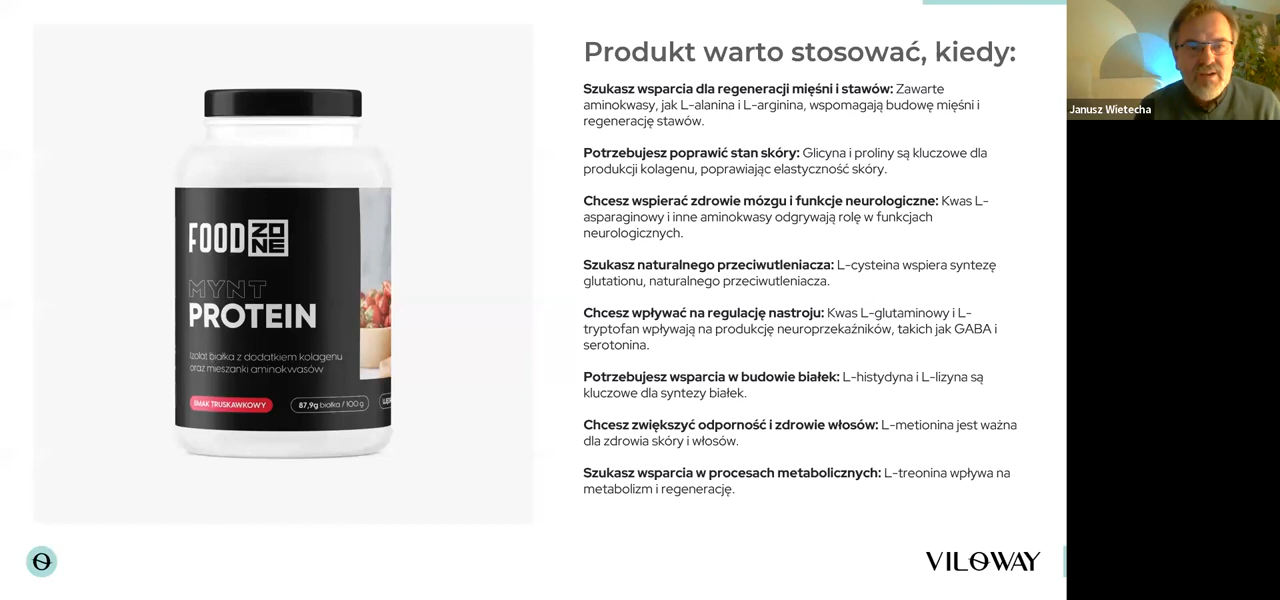 Produkt warto stosować, kiedy:
Szukasz wsparcia dla regeneracji mięśni i stawów: Zawarte
aminokwasy, jak L-alanina i L-arginina, wspomagają budowę mięśni i
regenerację stawów.
Potrzebujesz poprawić stan skóry: Glicyna i proliny są kluczowe dla
produkcji kolagenu, poprawiając elastyczność skóry.
Chcesz wspierać zdrowie mózgu i funkcje neurologiczne: Kwas L-
asparaginowy i inne aminokwasy odgrywają rolę w funkcjach
neurologicznych.
Szukasz naturalnego przeciwutleniacza: L-cysteina wspiera syntezę
glutationu, naturalnego przeciwutleniacza.
Chcesz wpływać na regulację nastroju: Kwas L-glutaminowy i L-
tryptofan wpływają na produkcję neuroprzekaźników, takich jak GABA i
serotonina.
Potrzebujesz wsparcia w budowie białek: L-histydyna i L-lizyna są
kluczowe dla syntezy białek.
Chcesz zwiększyć odporność i zdrowie włosów: L-metionina jest ważna
dla zdrowia skóry i włosów.
Szukasz wsparcia w procesach metabolicznych: L-treonina wpływa na
metabolizm i regenerację.
FOOD ZONE
MYNT
PROTEIN
Izolat białka z dodatkiem kolagenu
oraz mieszanki aminokwasów
SMAK TRUSKAWKOWY
87,9g białka / 100 g
VILOWAY
Janusz Wietecha